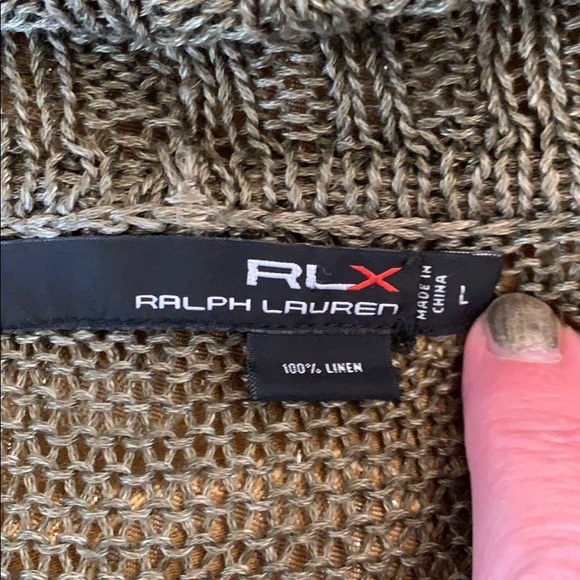 RLX
RALPH LAUREN
MADE IN
CHINA
L
100% LINEN